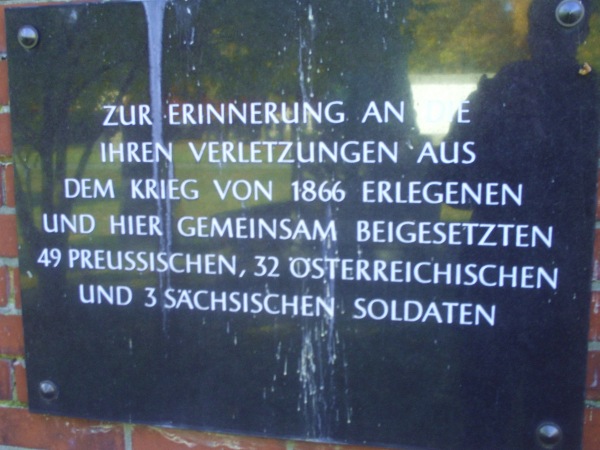 ZUR ERINNERUNG AN DIE
IHREN VERLETZUNGEN AUS
DEM KRIEG VON 1866 ERLEGENEN
UND HIER GEMEINSAM BEIGESETZTEN
49 PREUSSISCHEN, 32 ÖSTERREICHISCHEN
UND 3 SÄCHSISCHEN SOLDATEN